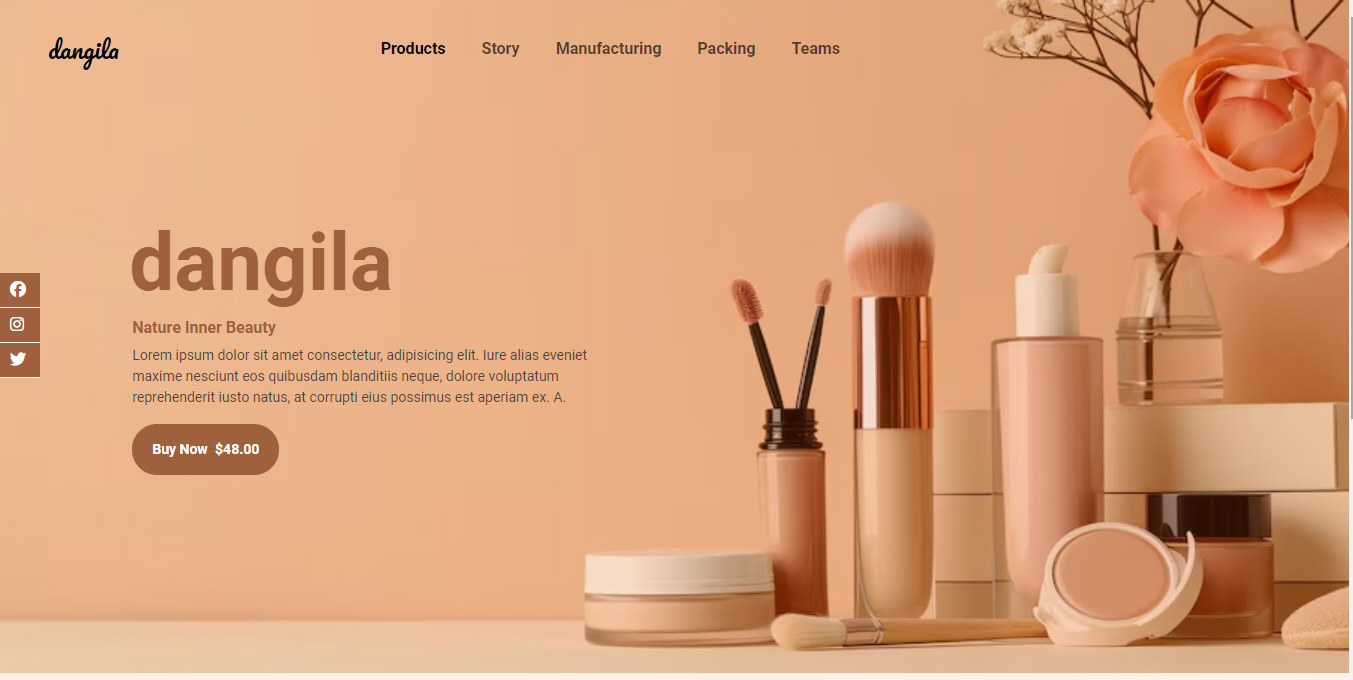 dangila
Products Story Manufacturing Packing Teams
dangila
Nature Inner Beauty
Lorem ipsum dolor sit amet consectetur, adipisicing elit. Iure alias eveniet
maxime nesciunt eos quibusdam blanditiis neque, dolore voluptatum
reprehenderit iusto natus, at corrupti eius possimus est aperiam ex. A.
Buy Now $48.00